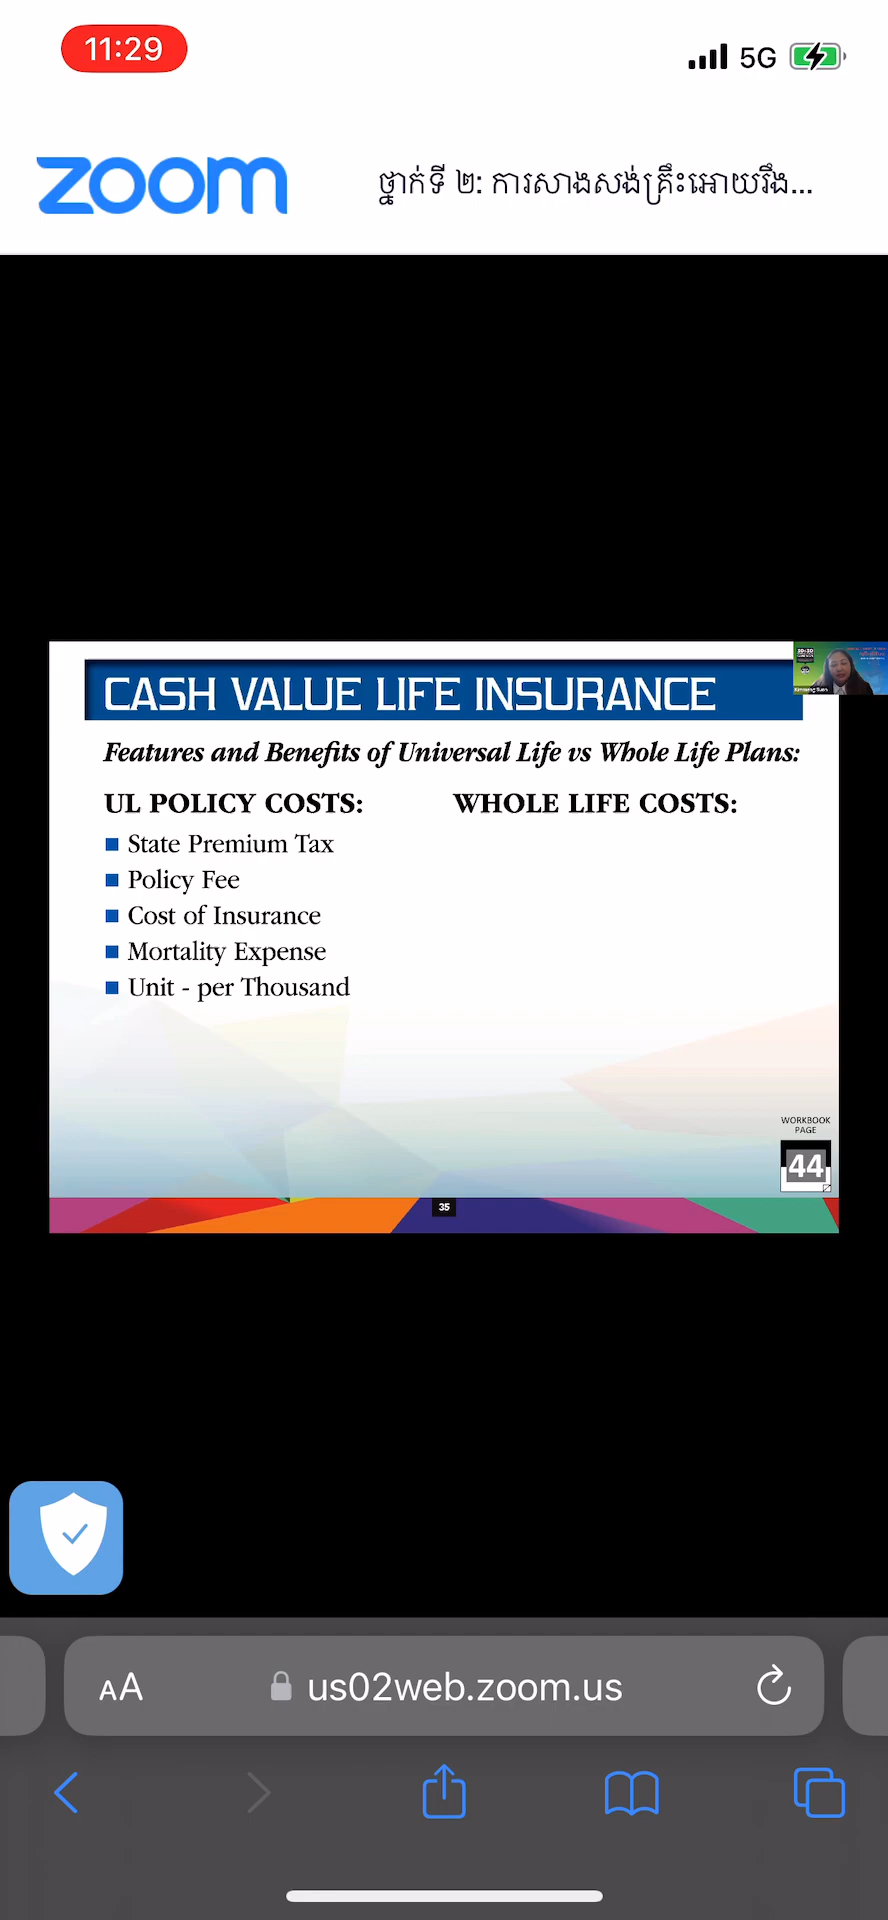 11:29
5G
zoom
ថ្នាក់ទី ២: ការសាងសង់គ្រឹះអោយរឹង...
CASH VALUE LIFE INSURANCE
Features and Benefits of Universal Life vs Whole Life Plans:
UL POLICY COSTS:
State Premium Tax
Policy Fee
Cost of Insurance
Mortality Expense
Unit - per Thousand
WHOLE LIFE COSTS:
WORKBOOK
PAGE
44
35
AA
us02web.zoom.us